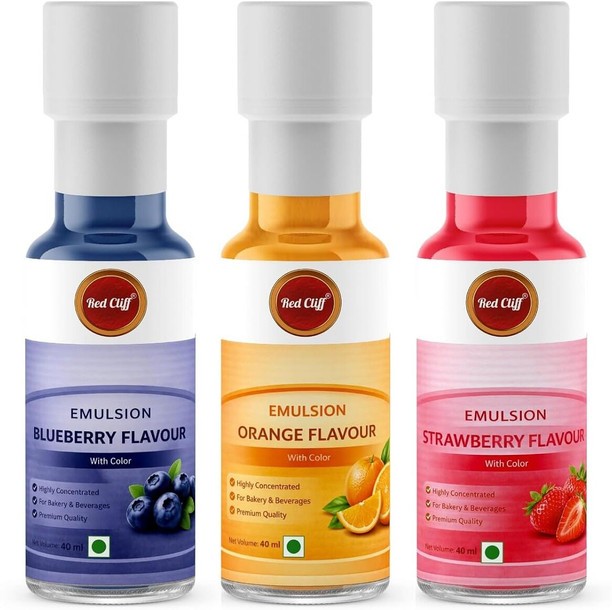 Red Cliff®
EMULSION
BLUEBERRY FLAVOUR
With Color
Highly Concentrated
For Bakery & Beverages
Premium Quality
Net Volume: 40 ml
Red Cliff®
EMULSION
ORANGE FLAVOUR
With Color
Highly Concentrated
For Bakery & Beverages
Premium Quality
Net Volume: 40 ml
Red Cliff®
EMULSION
STRAWBERRY FLAVOUR
With Color
Highly Concentrated
For Bakery & Beverages
Premium Quality
Net Volume: 40 ml